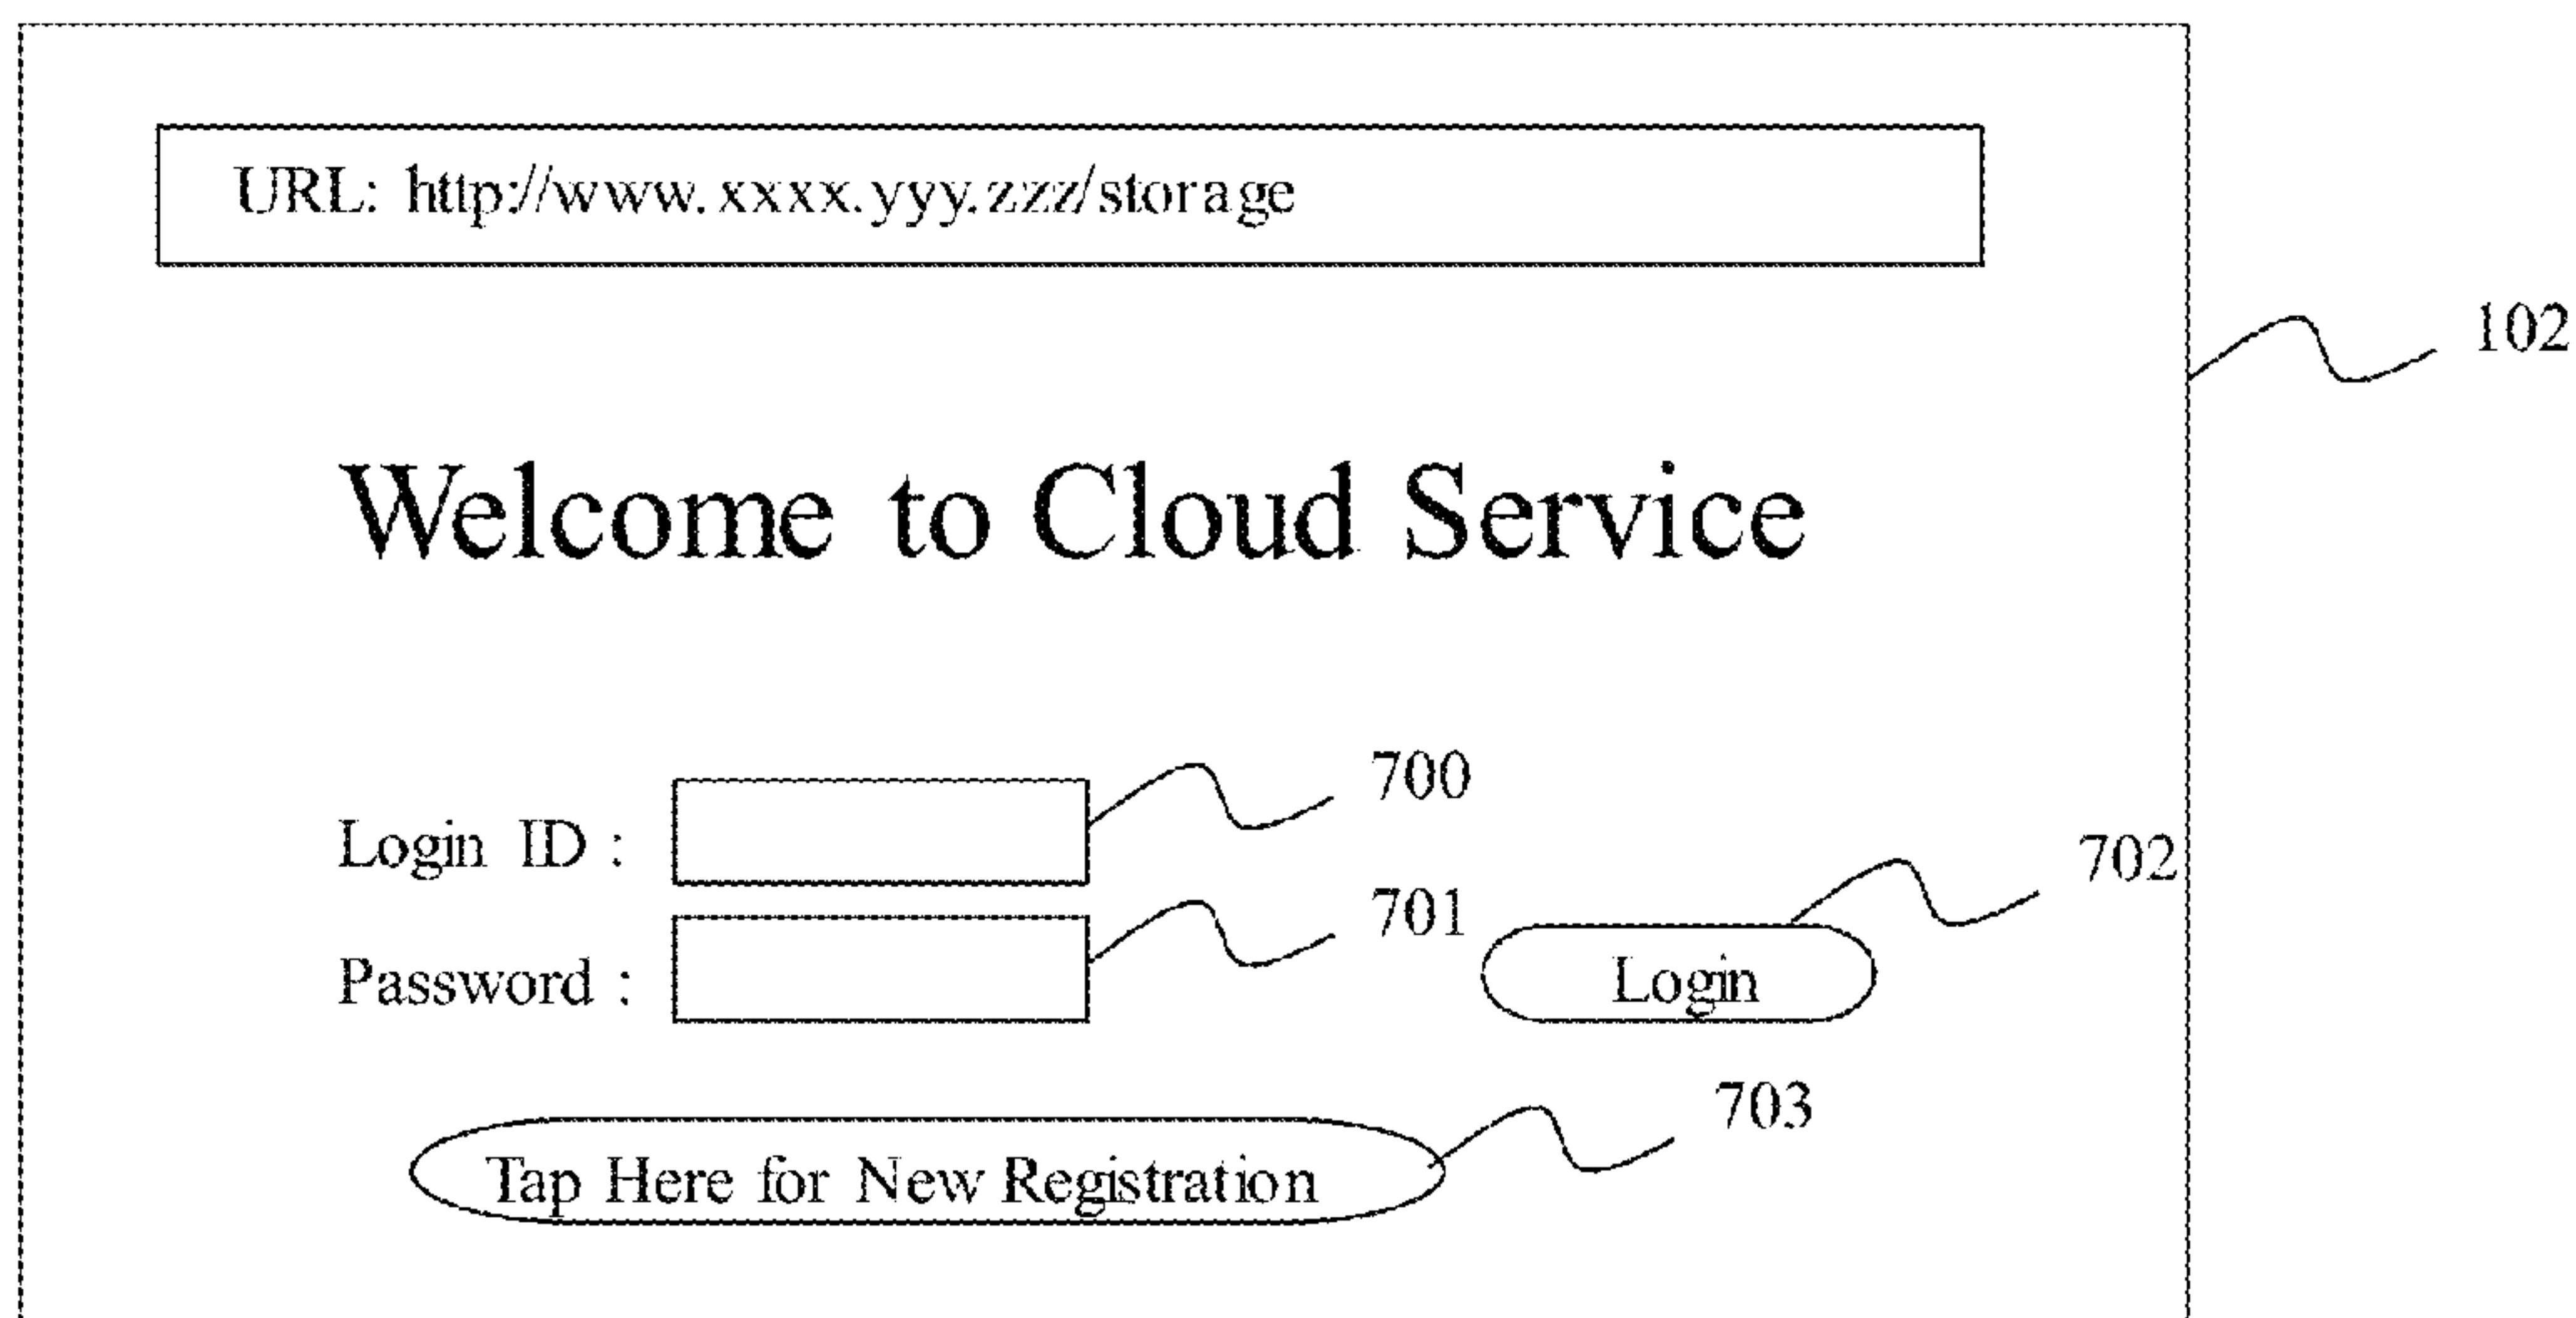 URL: http://www.xxxx.yyy.zzz/storage
102
Welcome to Cloud Service
700
Login ID :
702
701
Password :
Login
703
Tap Here for New Registration